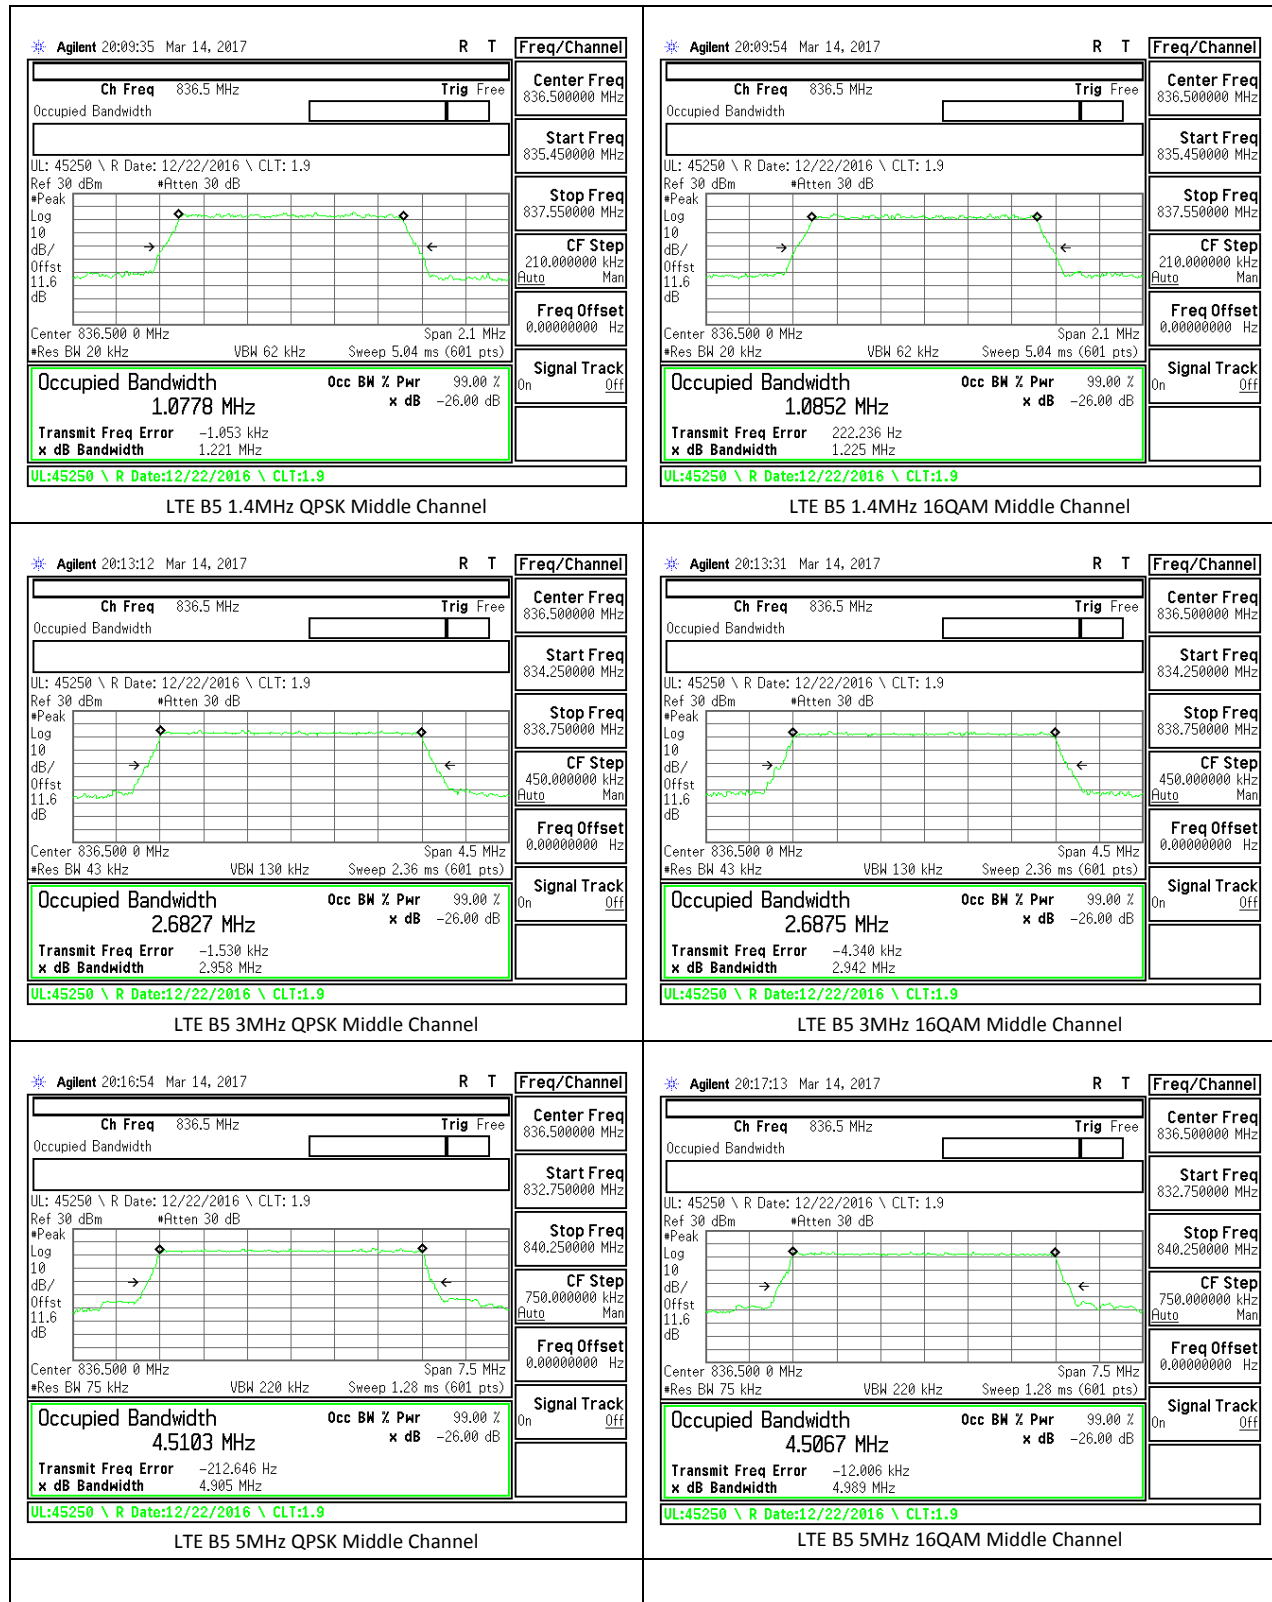 Agilent 20:09:35 Mar 14, 2017 R T Freq/Channel
Ch Freq 836.5 MHz Trig Free
Occupied Bandwidth
Center Freq
836.500000 MHz
Start Freq
835.450000 MHz
Stop Freq
837.550000 MHz
CF Step
210.000000 kHz
Auto Man
Freq Offset
0.00000000 Hz
Signal Track
On Off
UL: 45250 \ R Date: 12/22/2016 \ CLT: 1.9
Ref 30 dBm #Atten 30 dB
#Peak
Log
10
dB/
Offst
11.6
dB
Center 836.500 0 MHz Span 2.1 MHz
#Res BW 20 kHz VBW 62 kHz Sweep 5.04 ms (601 pts)
Occupied Bandwidth Occ BW % Pwr 99.00 %
1.0778 MHz x dB -26.00 dB
Transmit Freq Error -1.053 kHz
x dB Bandwidth 1.221 MHz
UL:45250 \ R Date:12/22/2016 \ CLT:1.9
LTE B5 1.4MHz QPSK Middle Channel
Agilent 20:09:54 Mar 14, 2017 R T Freq/Channel
Ch Freq 836.5 MHz Trig Free
Occupied Bandwidth
Center Freq
836.500000 MHz
Start Freq
835.450000 MHz
Stop Freq
837.550000 MHz
CF Step
210.000000 kHz
Auto Man
Freq Offset
0.00000000 Hz
Signal Track
On Off
UL: 45250 \ R Date: 12/22/2016 \ CLT: 1.9
Ref 30 dBm #Atten 30 dB
#Peak
Log
10
dB/
Offst
11.6
dB
Center 836.500 0 MHz Span 2.1 MHz
#Res BW 20 kHz VBW 62 kHz Sweep 5.04 ms (601 pts)
Occupied Bandwidth Occ BW % Pwr 99.00 %
1.0852 MHz x dB -26.00 dB
Transmit Freq Error 222.236 Hz
x dB Bandwidth 1.225 MHz
UL:45250 \ R Date:12/22/2016 \ CLT:1.9
LTE B5 1.4MHz 16QAM Middle Channel
Agilent 20:13:12 Mar 14, 2017 R T Freq/Channel
Ch Freq 836.5 MHz Trig Free
Occupied Bandwidth
Center Freq
836.500000 MHz
Start Freq
834.250000 MHz
Stop Freq
838.750000 MHz
CF Step
450.000000 kHz
Auto Man
Freq Offset
0.00000000 Hz
Signal Track
On Off
UL: 45250 \ R Date: 12/22/2016 \ CLT: 1.9
Ref 30 dBm #Atten 30 dB
#Peak
Log
10
dB/
Offst
11.6
dB
Center 836.500 0 MHz Span 4.5 MHz
#Res BW 43 kHz VBW 130 kHz Sweep 2.36 ms (601 pts)
Occupied Bandwidth Occ BW % Pwr 99.00 %
2.6827 MHz x dB -26.00 dB
Transmit Freq Error -1.530 kHz
x dB Bandwidth 2.958 MHz
UL:45250 \ R Date:12/22/2016 \ CLT:1.9
LTE B5 3MHz QPSK Middle Channel
Agilent 20:13:31 Mar 14, 2017 R T Freq/Channel
Ch Freq 836.5 MHz Trig Free
Occupied Bandwidth
Center Freq
836.500000 MHz
Start Freq
834.250000 MHz
Stop Freq
838.750000 MHz
CF Step
450.000000 kHz
Auto Man
Freq Offset
0.00000000 Hz
Signal Track
On Off
UL: 45250 \ R Date: 12/22/2016 \ CLT: 1.9
Ref 30 dBm #Atten 30 dB
#Peak
Log
10
dB/
Offst
11.6
dB
Center 836.500 0 MHz Span 4.5 MHz
#Res BW 43 kHz VBW 130 kHz Sweep 2.36 ms (601 pts)
Occupied Bandwidth Occ BW % Pwr 99.00 %
2.6875 MHz x dB -26.00 dB
Transmit Freq Error -4.340 kHz
x dB Bandwidth 2.942 MHz
UL:45250 \ R Date:12/22/2016 \ CLT:1.9
LTE B5 3MHz 16QAM Middle Channel
Agilent 20:16:54 Mar 14, 2017 R T Freq/Channel
Ch Freq 836.5 MHz Trig Free
Occupied Bandwidth
Center Freq
836.500000 MHz
Start Freq
832.750000 MHz
Stop Freq
840.250000 MHz
CF Step
750.000000 kHz
Auto Man
Freq Offset
0.00000000 Hz
Signal Track
On Off
UL: 45250 \ R Date: 12/22/2016 \ CLT: 1.9
Ref 30 dBm #Atten 30 dB
#Peak
Log
10
dB/
Offst
11.6
dB
Center 836.500 0 MHz Span 7.5 MHz
#Res BW 75 kHz VBW 220 kHz Sweep 1.28 ms (601 pts)
Occupied Bandwidth Occ BW % Pwr 99.00 %
4.5103 MHz x dB -26.00 dB
Transmit Freq Error -212.646 Hz
x dB Bandwidth 4.905 MHz
UL:45250 \ R Date:12/22/2016 \ CLT:1.9
LTE B5 5MHz QPSK Middle Channel
Agilent 20:17:13 Mar 14, 2017 R T Freq/Channel
Ch Freq 836.5 MHz Trig Free
Occupied Bandwidth
Center Freq
836.500000 MHz
Start Freq
832.750000 MHz
Stop Freq
840.250000 MHz
CF Step
750.000000 kHz
Auto Man
Freq Offset
0.00000000 Hz
Signal Track
On Off
UL: 45250 \ R Date: 12/22/2016 \ CLT: 1.9
Ref 30 dBm #Atten 30 dB
#Peak
Log
10
dB/
Offst
11.6
dB
Center 836.500 0 MHz Span 7.5 MHz
#Res BW 75 kHz VBW 220 kHz Sweep 1.28 ms (601 pts)
Occupied Bandwidth Occ BW % Pwr 99.00 %
4.5067 MHz x dB -26.00 dB
Transmit Freq Error -12.006 kHz
x dB Bandwidth 4.989 MHz
UL:45250 \ R Date:12/22/2016 \ CLT:1.9
LTE B5 5MHz 16QAM Middle Channel